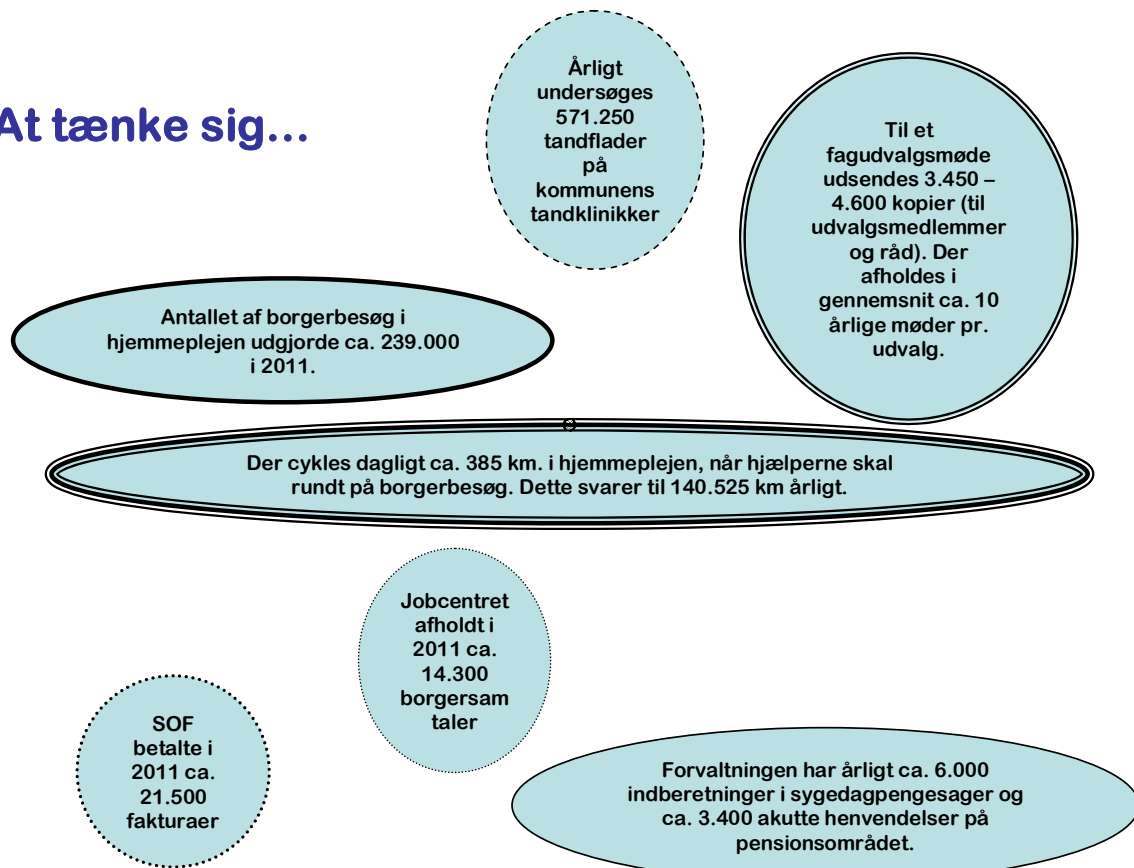 At tænke sig...
Årligt
undersøges
571.250
tandflader
på
kommunens
tandklinikker
Til et
fagudvalgsmøde
udsendes 3.450 –
4.600 kopier (til
udvalgsmedlemmer
og råd). Der
afholdes i
gennemsnit ca. 10
årlige møder pr.
udvalg.
Antallet af borgerbesøg i
hjemmeplejen udgjorde ca. 239.000
i 2011.
Der cykles dagligt ca. 385 km. i hjemmeplejen, når hjælperne skal
rundt på borgerbesøg. Dette svarer til 140.525 km årligt.
Jobcentret
afholdt i
2011 ca.
14.300
borgersam
taler
SOF
betalte i
2011 ca.
21.500
fakturaer
Forvaltningen har årligt ca. 6.000
indberetninger i sygedagpengesager og
ca. 3.400 akutte henvendelser på
pensionsområdet.